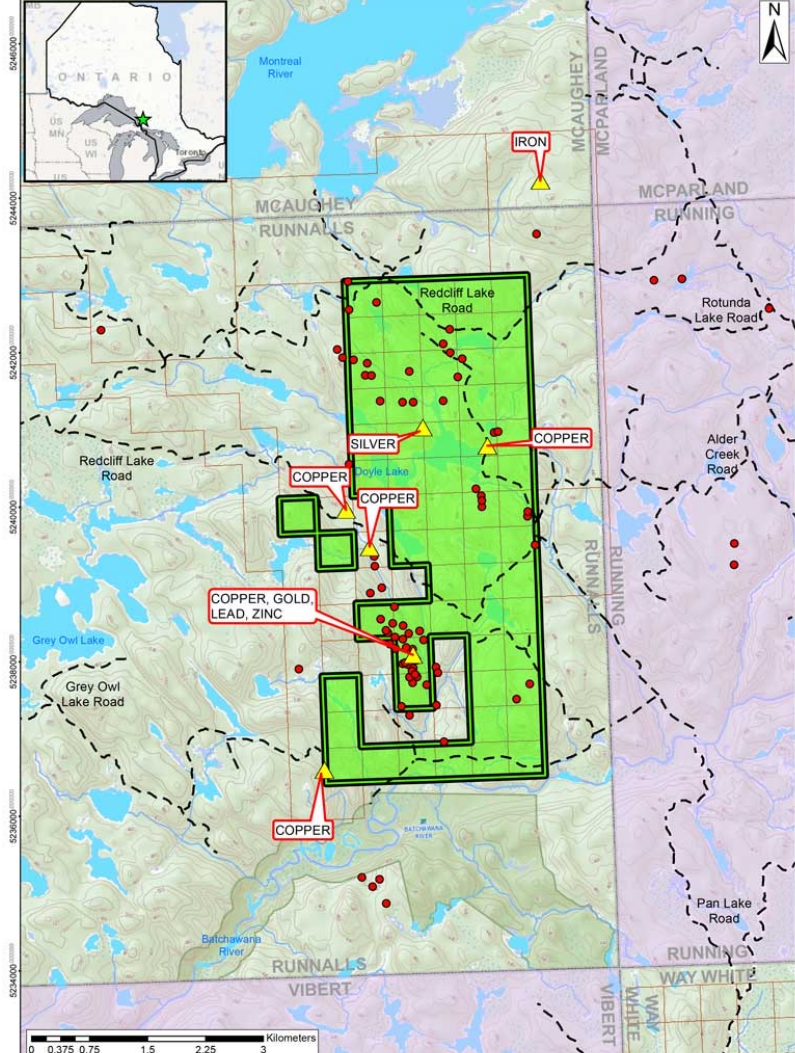 ONTARIO
US
MN
US
WI
US
Toronto
Montreal
River
N
MCAUGHEY
MCPARLAND
IRON
MCPARLAND
RUNNING
MCAUGHEY
RUNNALLS
Redcliff Lake
Road
Rotunda
Lake Road
SILVER
COPPER
Alder
Creek
Road
Redcliff Lake
Road
Doyle Lake
COPPER
COPPER
RUNNALLS
RUNNING
COPPER, GOLD,
LEAD, ZINC
Grey Owl Lake
Grey Owl
Lake Road
COPPER
BATCHAWANA
RIVER
Pan Lake
Road
Batchawana
River
RUNNALLS
VIBERT
RUNNING
WAY WHITE
VIBERT
WAY
WHITE
5246000
5244000
5242000
5240000
5238000
5236000
5234000
Kilometers
0 0.375 0.75 1.5 2.25 3